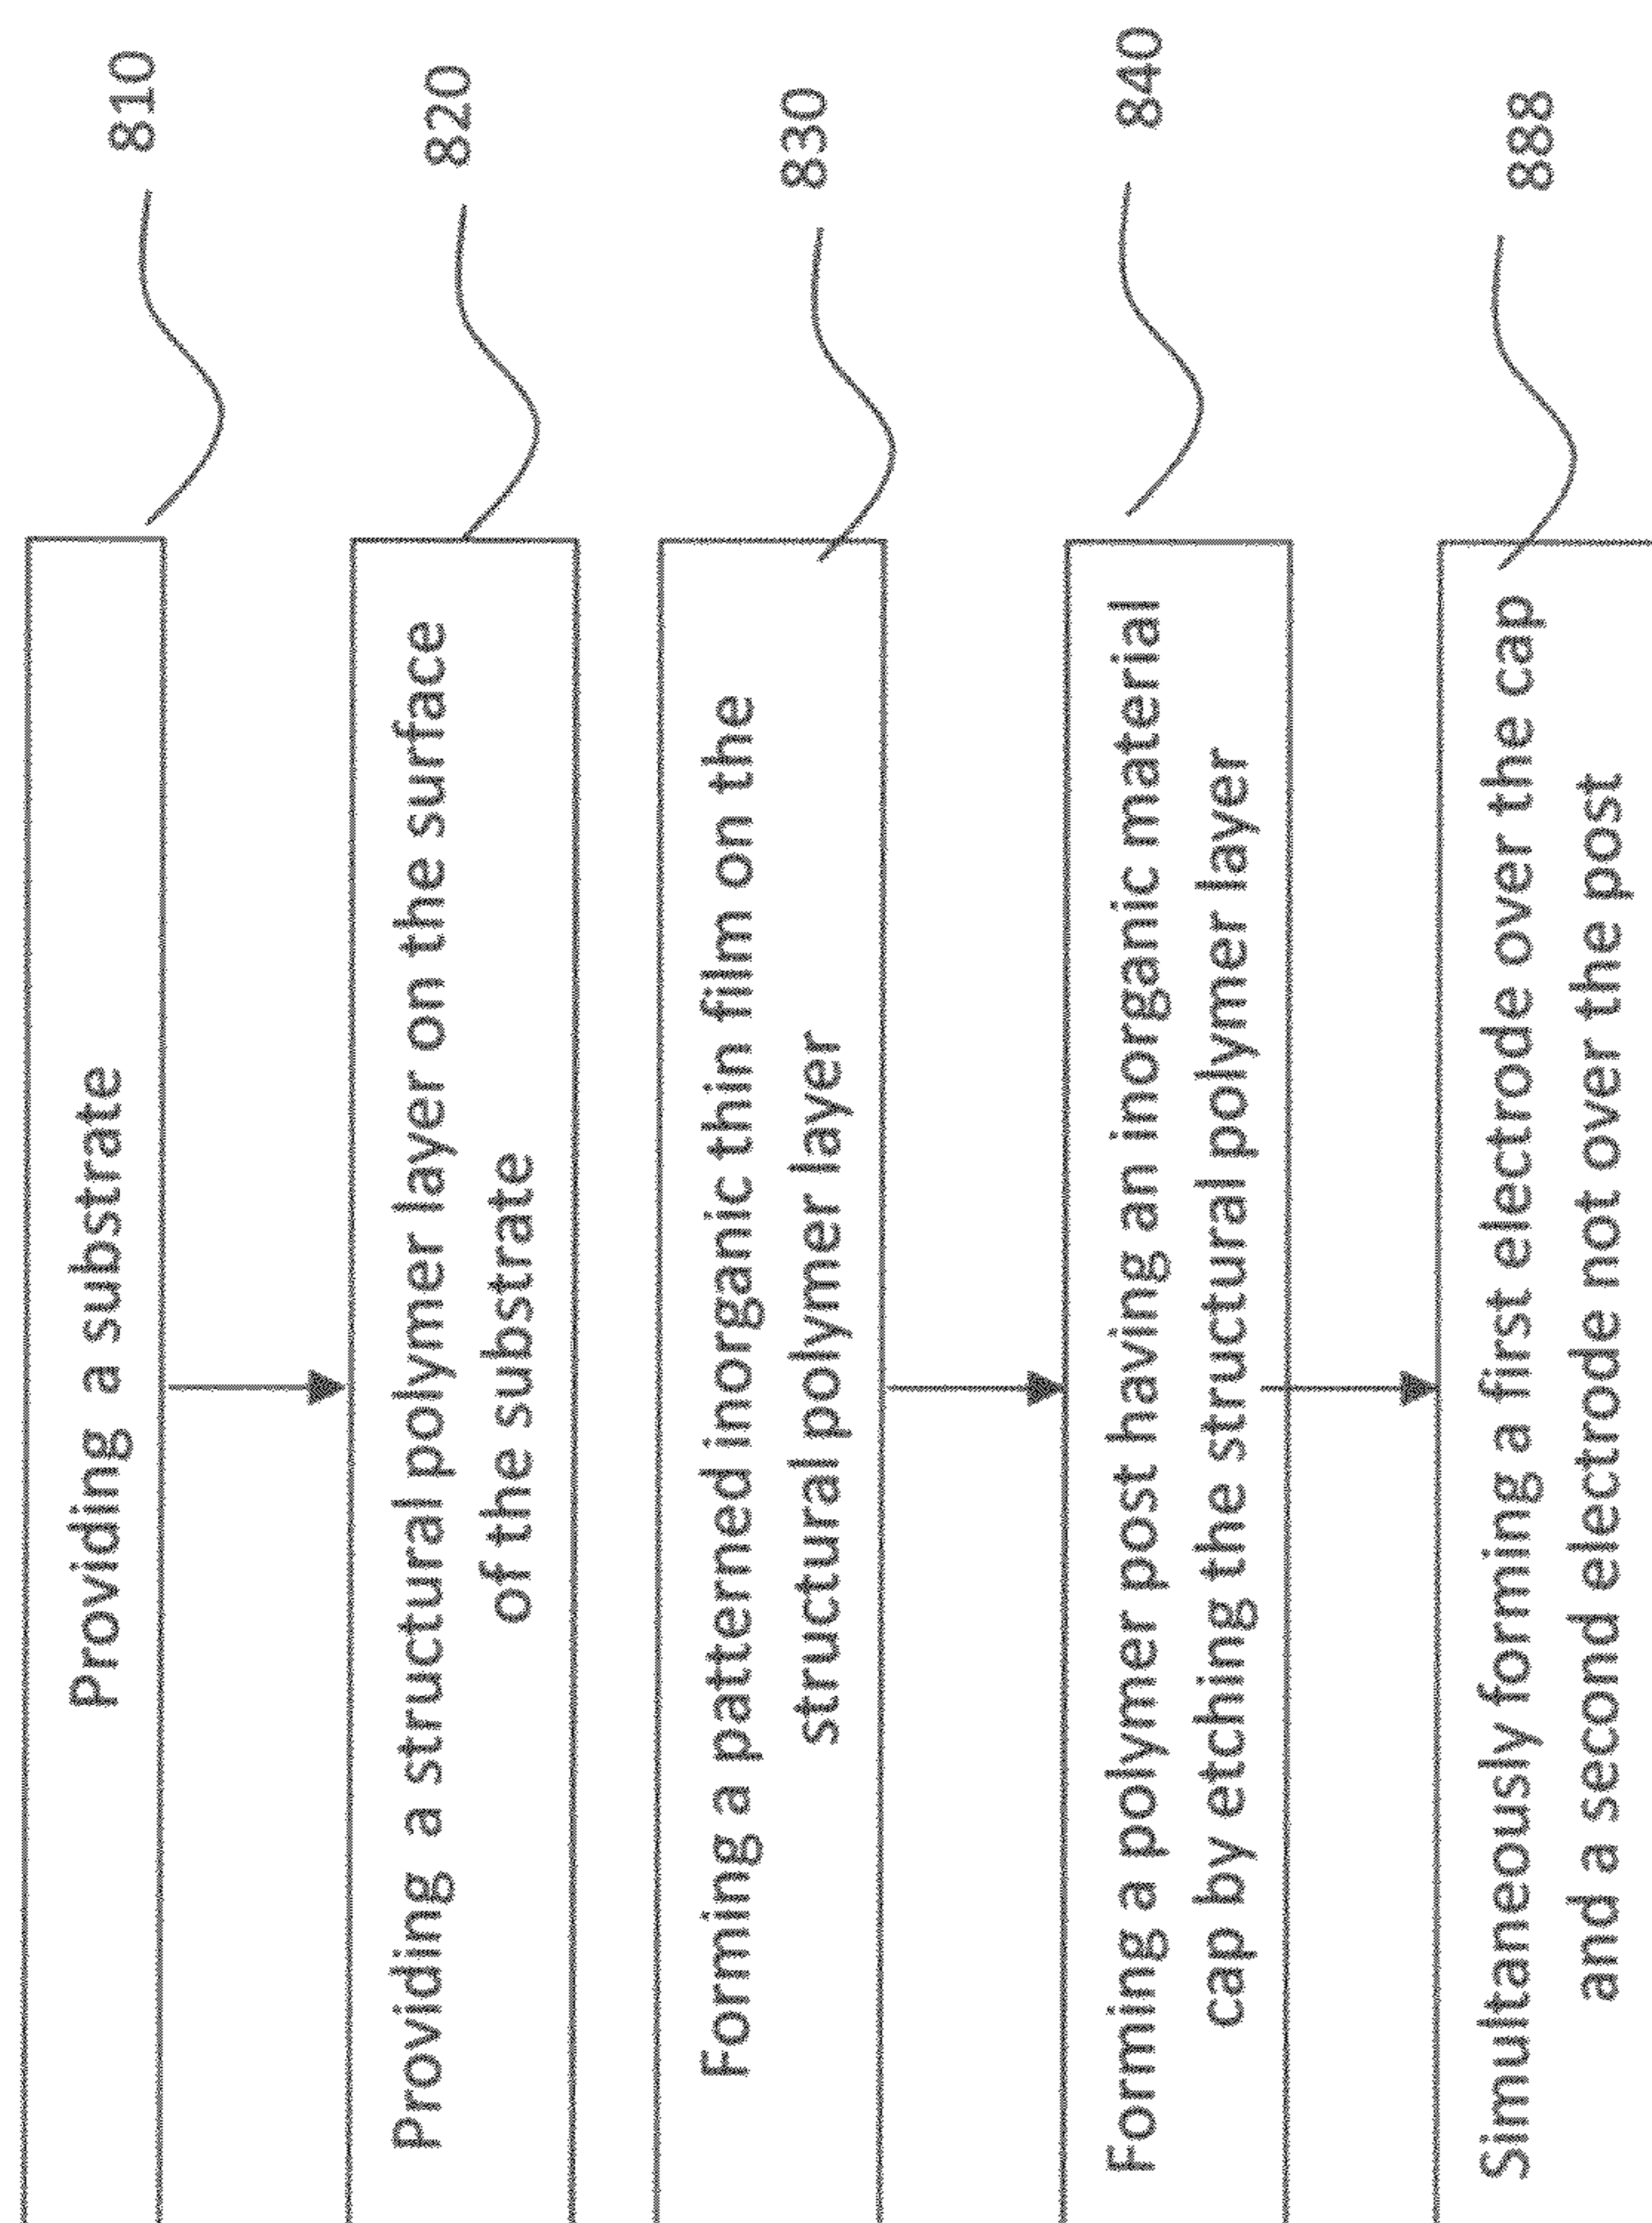 Providing a substrate
810
Providing a structural polymer layer on the surface
of the substrate
820
Forming a patterned inorganic thin film on the
structural polymer layer
830
Forming a polymer post having an inorganic material
cap by etching the structural polymer layer
840
Simultaneously forming a first electrode over the cap
and a second electrode not over the post
888